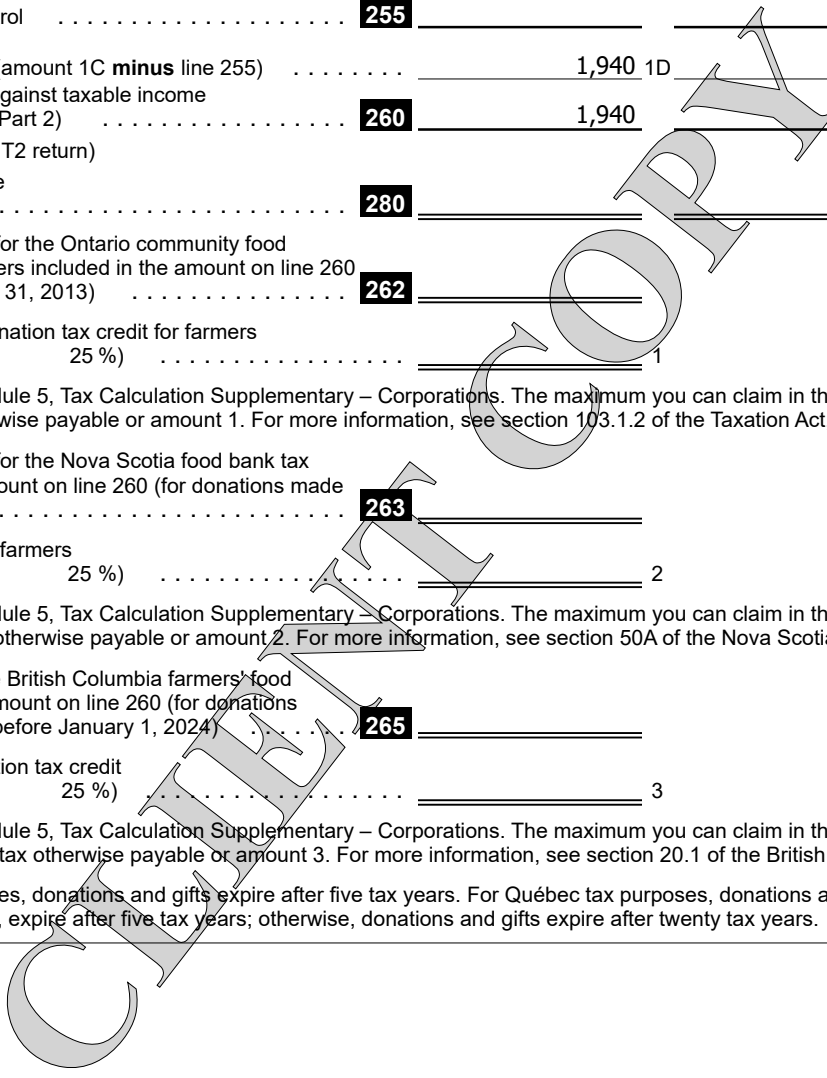 rol . . . . . . . . . . . . . . . . . . . . 255
amount 1C minus line 255) . . . . . . . . 1,940 1D
gainst taxable income
Part 2) . . . . . . . . . . . . . . . . . . . . 260 1,940
T2 return)
e
. . . . . . . . . . . . . . . . . . . . . . . . . . . . . 280
for the Ontario community food
ers included in the amount on line 260
31, 2013) . . . . . . . . . . . . . . . . . . 262
nation tax credit for farmers
25 %) . . . . . . . . . . . . . . . . . . . . 1
dule 5, Tax Calculation Supplementary – Corporations. The maximum you can claim in th
wise payable or amount 1. For more information, see section 103.1.2 of the Taxation Act
for the Nova Scotia food bank tax
ount on line 260 (for donations made
. . . . . . . . . . . . . . . . . . . . . . . . . . . . . 263
farmers
25 %) . . . . . . . . . . . . . . . . . . . . 2
dule 5, Tax Calculation Supplementary – Corporations. The maximum you can claim in th
otherwise payable or amount 2. For more information, see section 50A of the Nova Scotia
British Columbia farmers' food
mount on line 260 (for donations
before January 1, 2024) . . . . . . . . . 265
tion tax credit
25 %) . . . . . . . . . . . . . . . . . . . . . 3
dule 5, Tax Calculation Supplementary – Corporations. The maximum you can claim in th
tax otherwise payable or amount 3. For more information, see section 20.1 of the British
es, donations and gifts expire after five tax years. For Québec tax purposes, donations a
, expire after five tax years; otherwise, donations and gifts expire after twenty tax years.
CLIENT COPY